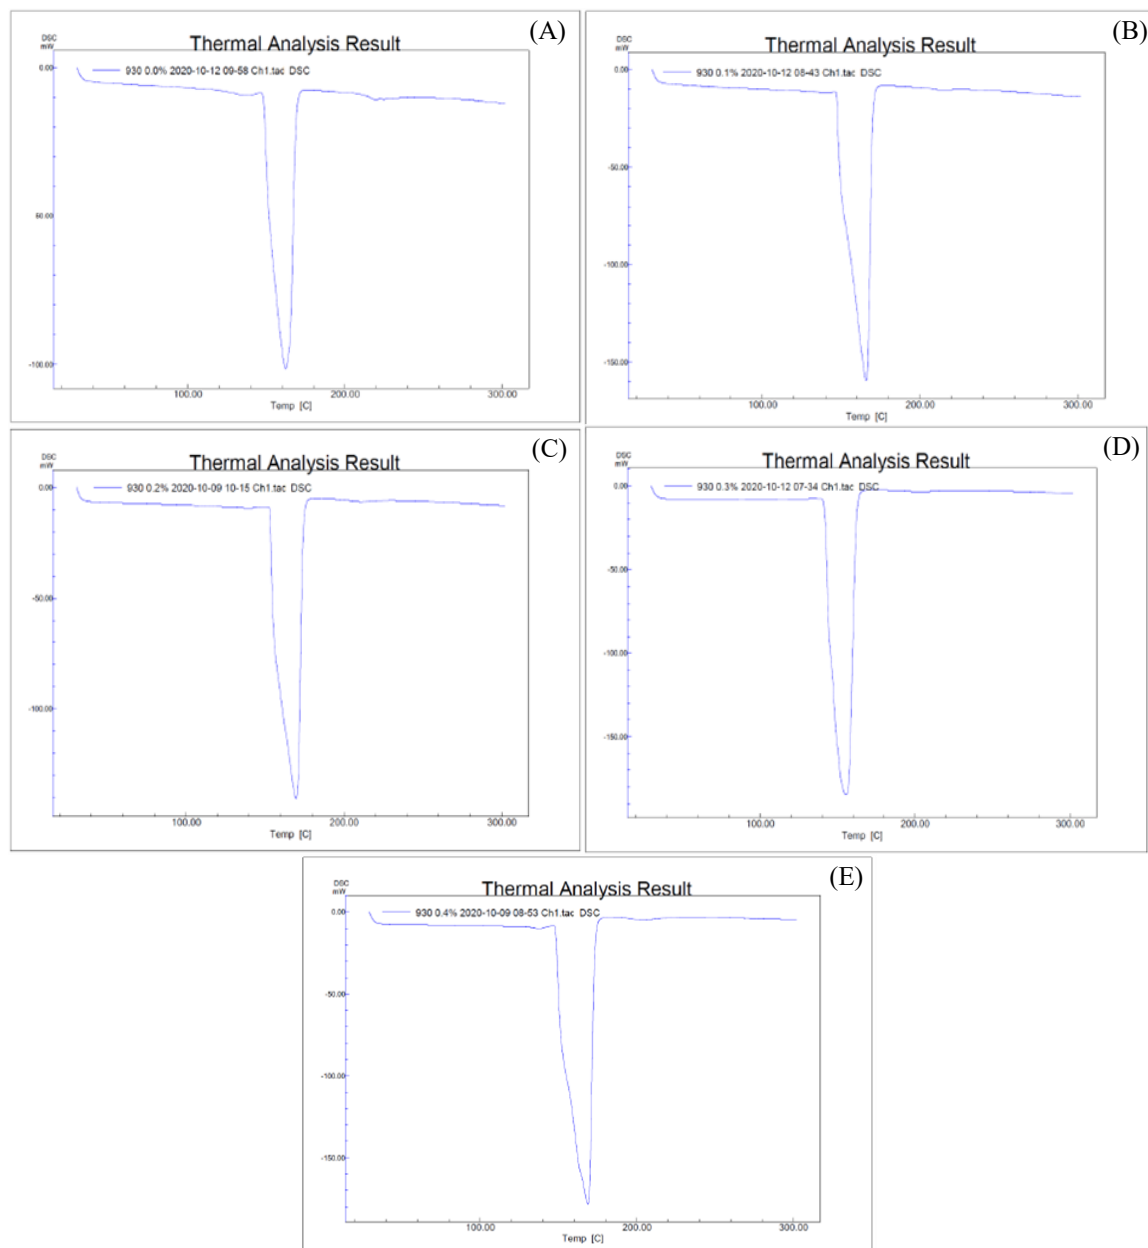 (A)
DSC
mW
Thermal Analysis Result
930 0.0% 2020-10-12 09-58 Ch1.tac DSC
0.00
50.00
-100.00
100.00 200.00 300.00
Temp [C]
(B)
DSC
mW
Thermal Analysis Result
930 0.1% 2020-10-12 08-43 Ch1.tac DSC
0.00
-50.00
-100.00
-150.00
100.00 200.00 300.00
Temp [C]
(C)
DSC
mW
Thermal Analysis Result
930 0.2% 2020-10-09 10-15 Ch1.tac DSC
0.00
-50.00
-100.00
100.00 200.00 300.00
Temp [C]
(D)
DSC
mW
Thermal Analysis Result
930 0.3% 2020-10-12 07-34 Ch1.tac DSC
0.00
-50.00
-100.00
-150.00
100.00 200.00 300.00
Temp [C]
(E)
DSC
mW
Thermal Analysis Result
930 0.4% 2020-10-09 08-53 Ch1.tac DSC
0.00
-50.00
-100.00
-150.00
100.00 200.00 300.00
Temp [C]